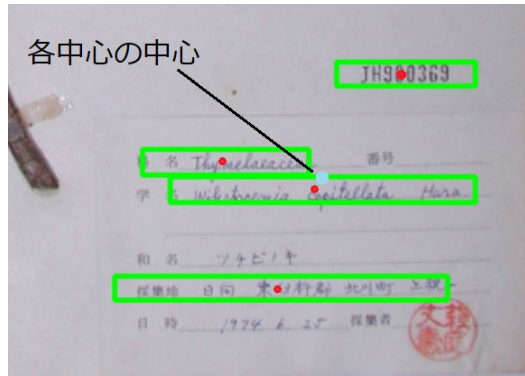 各中心の中心
JH900369
科 名 Thymelaeaceae 番号
学 名 Wikstroemia capitellata Hara
和 名 ツチビノキ
採集地 日向 東臼杵郡 北川町 上祝
日 時 1974. 6. 25 採集者